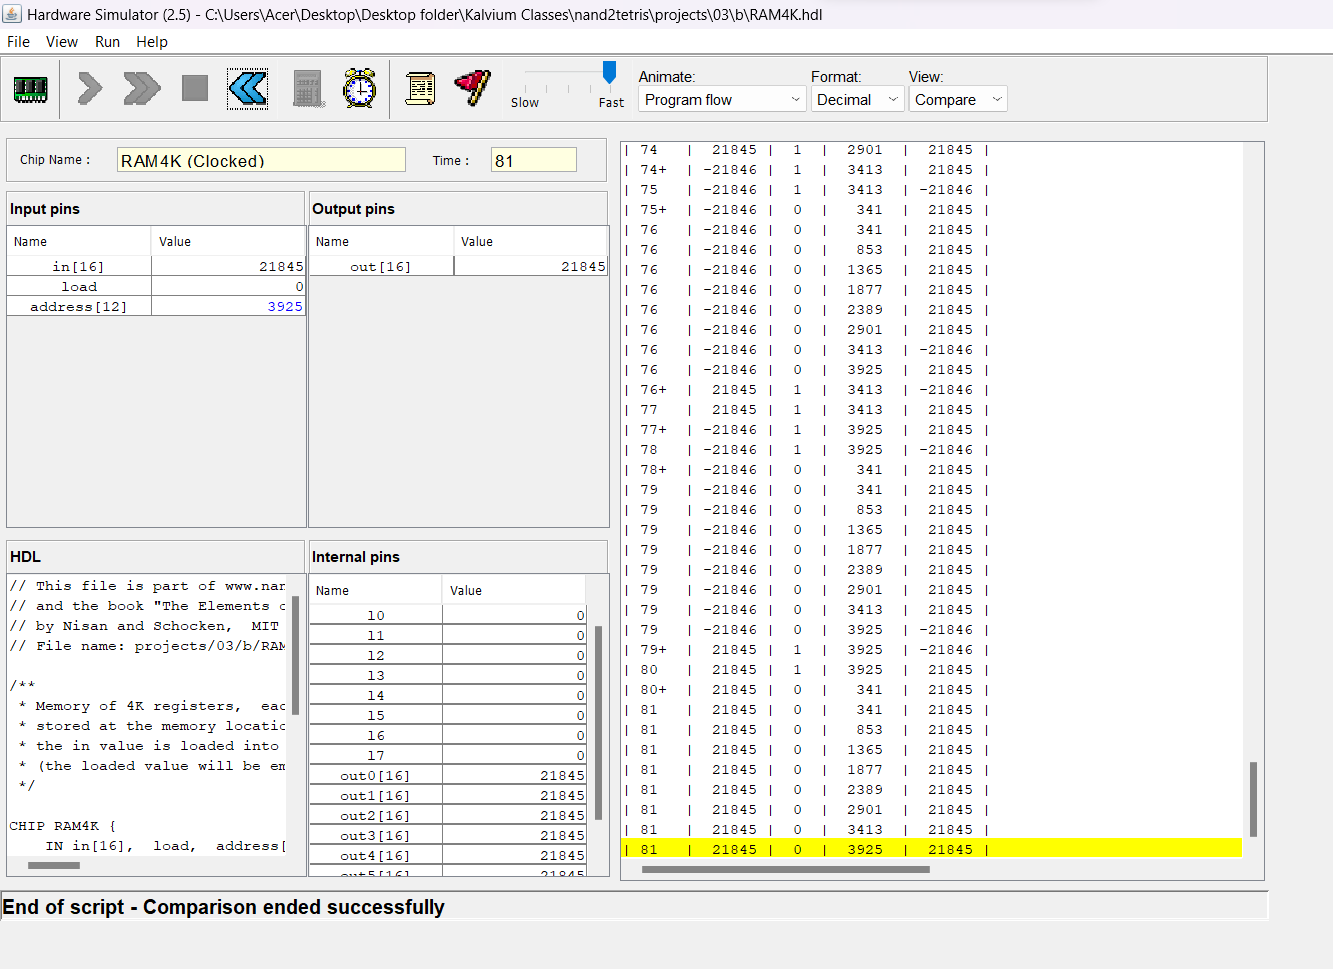 Hardware Simulator (2.5) - C:\Users\Acer\Desktop\Desktop folder\Kalvium Classes\nand2tetris\projects\03\b\RAM4K.hdl
File View Run Help
Slow Fast
Animate: Format: View:
Program flow Decimal Compare
Chip Name : RAM4K (Clocked) Time : 81
Input pins
Name Value
in[16] 21845
load 0
address[12] 3925
Output pins
Name Value
out[16] 21845
HDL
// This file is part of www.nan
// and the book "The Elements o
// by Nisan and Schocken, MIT
// File name: projects/03/b/RAM
/**
* Memory of 4K registers, eac
* stored at the memory locatio
* the in value is loaded into
* (the loaded value will be em
*/
CHIP RAM4K {
IN in[16], load, address[
Internal pins
Name Value
l0 0
l1 0
l2 0
l3 0
l4 0
l5 0
l6 0
l7 0
out0[16] 21845
out1[16] 21845
out2[16] 21845
out3[16] 21845
out4[16] 21845
out5[16] 21845
| 74 | 21845 | 1 | 2901 | 21845 |
| 74+ | -21846 | 1 | 3413 | 21845 |
| 75 | -21846 | 1 | 3413 | -21846 |
| 75+ | -21846 | 0 | 341 | 21845 |
| 76 | -21846 | 0 | 341 | 21845 |
| 76 | -21846 | 0 | 853 | 21845 |
| 76 | -21846 | 0 | 1365 | 21845 |
| 76 | -21846 | 0 | 1877 | 21845 |
| 76 | -21846 | 0 | 2389 | 21845 |
| 76 | -21846 | 0 | 2901 | 21845 |
| 76 | -21846 | 0 | 3413 | -21846 |
| 76 | -21846 | 0 | 3925 | 21845 |
| 76+ | 21845 | 1 | 3413 | -21846 |
| 77 | 21845 | 1 | 3413 | 21845 |
| 77+ | -21846 | 1 | 3925 | 21845 |
| 78 | -21846 | 1 | 3925 | -21846 |
| 78+ | -21846 | 0 | 341 | 21845 |
| 79 | -21846 | 0 | 341 | 21845 |
| 79 | -21846 | 0 | 853 | 21845 |
| 79 | -21846 | 0 | 1365 | 21845 |
| 79 | -21846 | 0 | 1877 | 21845 |
| 79 | -21846 | 0 | 2389 | 21845 |
| 79 | -21846 | 0 | 2901 | 21845 |
| 79 | -21846 | 0 | 3413 | 21845 |
| 79 | -21846 | 0 | 3925 | -21846 |
| 79+ | 21845 | 1 | 3925 | -21846 |
| 80 | 21845 | 1 | 3925 | 21845 |
| 80+ | 21845 | 0 | 341 | 21845 |
| 81 | 21845 | 0 | 341 | 21845 |
| 81 | 21845 | 0 | 853 | 21845 |
| 81 | 21845 | 0 | 1365 | 21845 |
| 81 | 21845 | 0 | 1877 | 21845 |
| 81 | 21845 | 0 | 2389 | 21845 |
| 81 | 21845 | 0 | 2901 | 21845 |
| 81 | 21845 | 0 | 3413 | 21845 |
| 81 | 21845 | 0 | 3925 | 21845 |
End of script - Comparison ended successfully